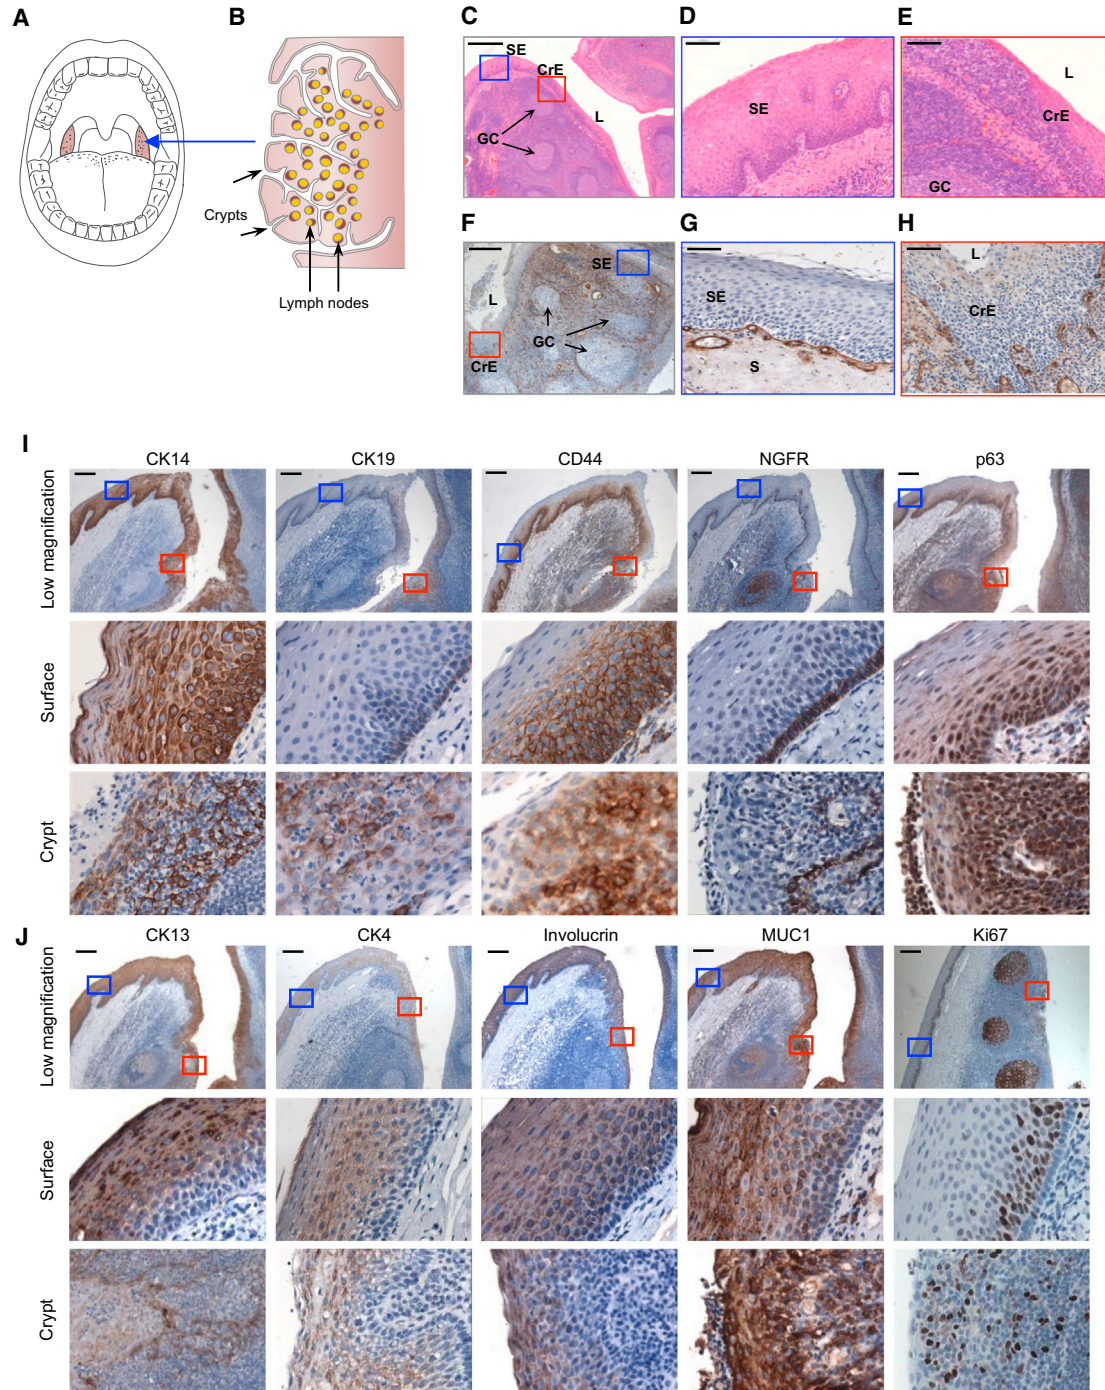 A
B
C
D
E
Crypts
Lymph nodes
SE
CrE
L
GC
SE
L
CrE
GC
F
G
H
SE
L
GC
CrE
SE
S
L
CrE
I
CK14
CK19
CD44
NGFR
p63
Low magnification
Surface
Crypt
J
CK13
CK4
Involucrin
MUC1
Ki67
Low magnification
Surface
Crypt